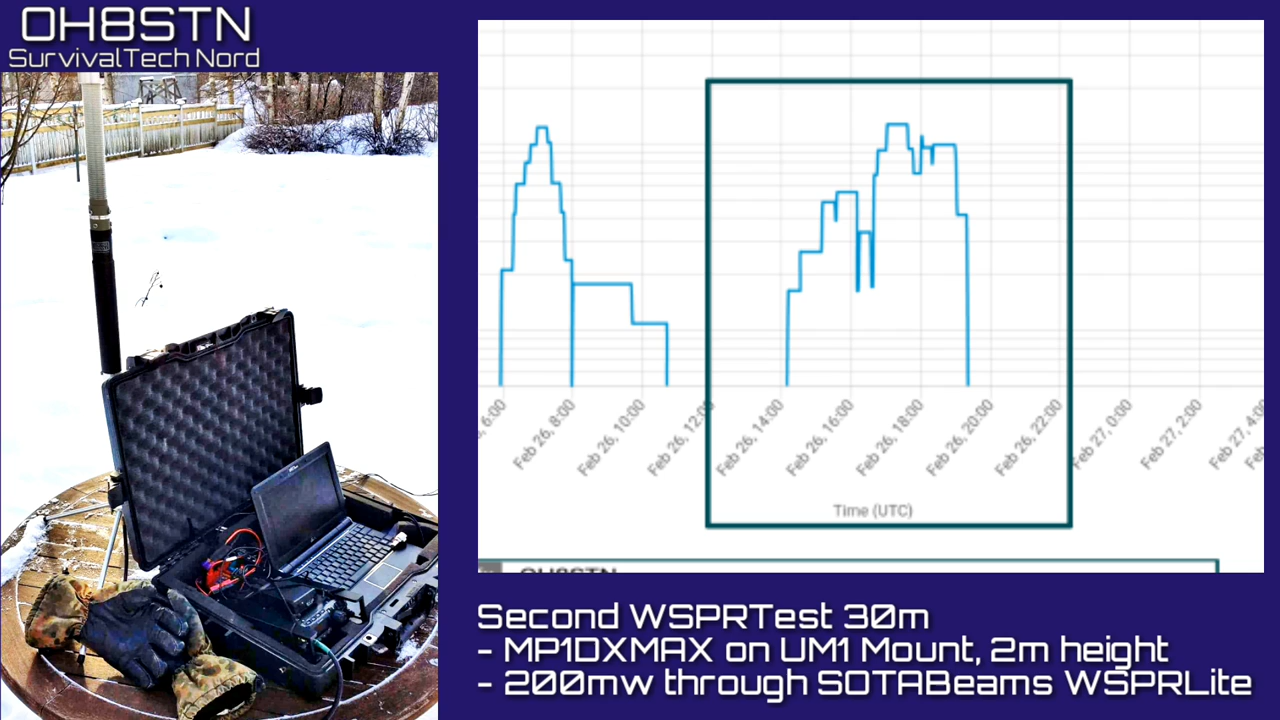 OH8STN
SurvivalTech Nord
6:00
Feb 26, 8:00
Feb 26, 10:00
Feb 26, 12:00
Feb 26, 14:00
Feb 26, 16:00
Feb 26, 18:00
Feb 26, 20:00
Feb 26, 22:00
Feb 27, 0:00
Feb 27, 2:00
Feb 27, 4:00
Time (UTC)
OH8STN
Second WSPRTest 30m
- MP1DXMAX on UM1 Mount, 2m height
- 200mw through SOTABeams WSPRLite